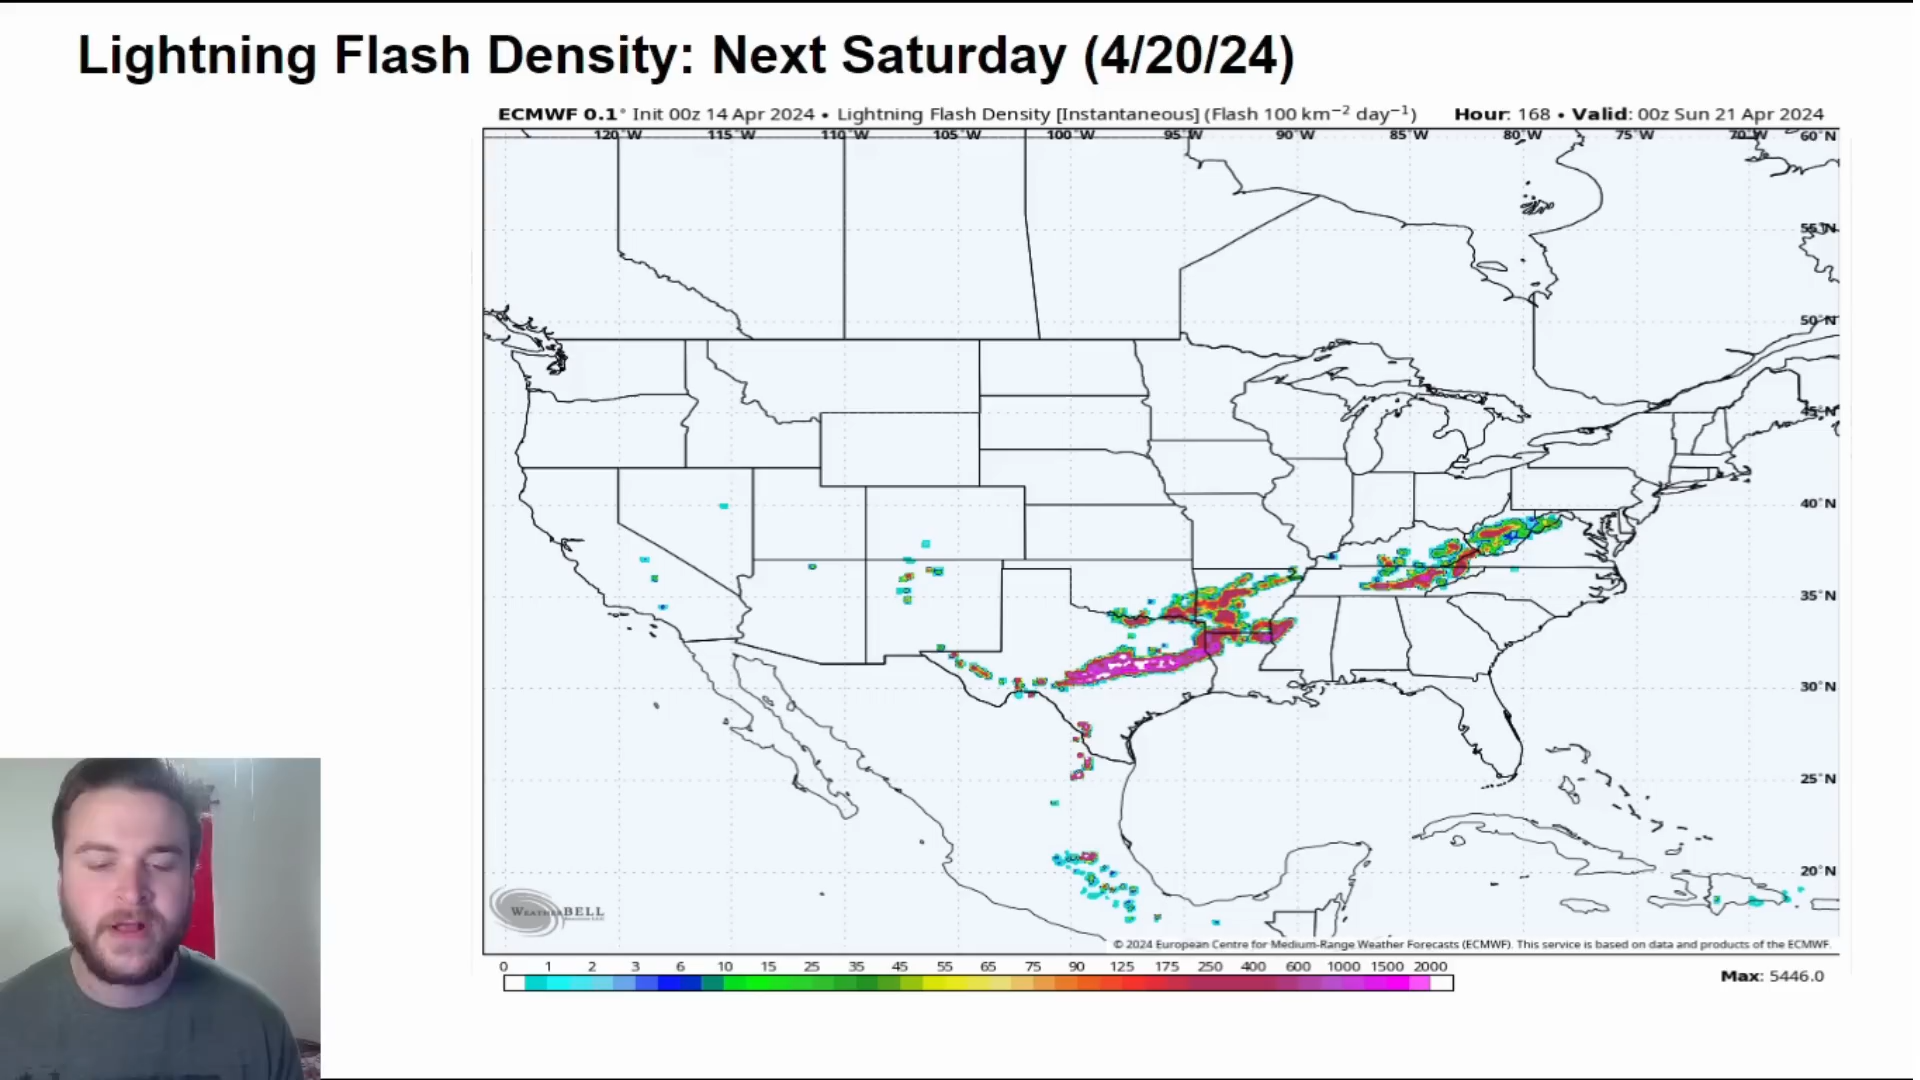 Lightning Flash Density: Next Saturday (4/20/24)
ECMWF 0.1° Init 00z 14 Apr 2024 • Lightning Flash Density [Instantaneous] (Flash 100 km−2 day−1) Hour: 168 • Valid: 00z Sun 21 Apr 2024
120°W 115°W 110°W 105°W 100°W 95°W 90°W 85°W 80°W 75°W 70°W 60°N
55°N
50°N
45°N
40°N
35°N
30°N
25°N
20°N
WEATHERBELL
© 2024 European Centre for Medium-Range Weather Forecasts (ECMWF). This service is based on data and products of the ECMWF.
0 1 2 3 6 10 15 25 35 45 55 65 75 90 125 175 250 400 600 1000 1500 2000
Max: 5446.0